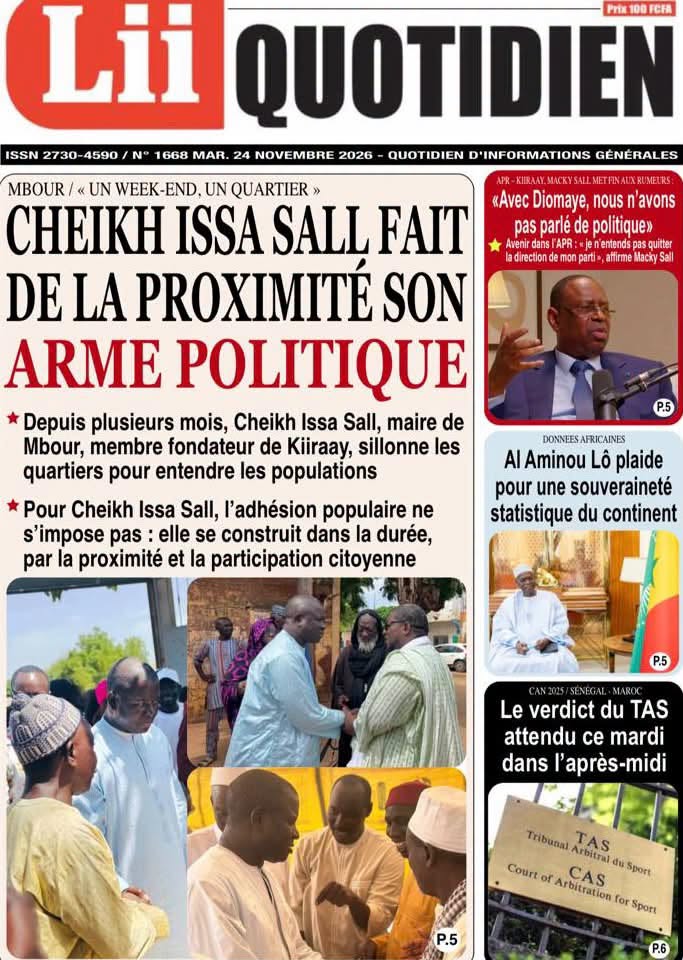 Prix 100 FCFA
Lii
QUOTIDIEN
ISSN 2730-4590 / N° 1668 MAR. 24 NOVEMBRE 2026 - QUOTIDIEN D'INFORMATIONS GÉNÉRALES
MBOUR / « UN WEEK-END, UN QUARTIER »
CHEIKH ISSA SALL FAIT
DE LA PROXIMITÉ SON
ARME POLITIQUE
Depuis plusieurs mois, Cheikh Issa Sall, maire de
Mbour, membre fondateur de Kiiraay, sillonne les
quartiers pour entendre les populations
Pour Cheikh Issa Sall, l'adhésion populaire ne
s'impose pas : elle se construit dans la durée,
par la proximité et la participation citoyenne
P.5
APR – KIIRAAY, MACKY SALL MET FIN AUX RUMEURS :
«Avec Diomaye, nous n'avons
pas parlé de politique»
Avenir dans l'APR : « je n'entends pas quitter
la direction de mon parti », affirme Macky Sall
P.5
DONNEES AFRICAINES
Al Aminou Lô plaide
pour une souveraineté
statistique du continent
P.5
CAN 2025 / SÉNÉGAL - MAROC
Le verdict du TAS
attendu ce mardi
dans l'après-midi
TAS
Tribunal Arbitral du Sport
CAS
Court of Arbitration for Sport
P.6